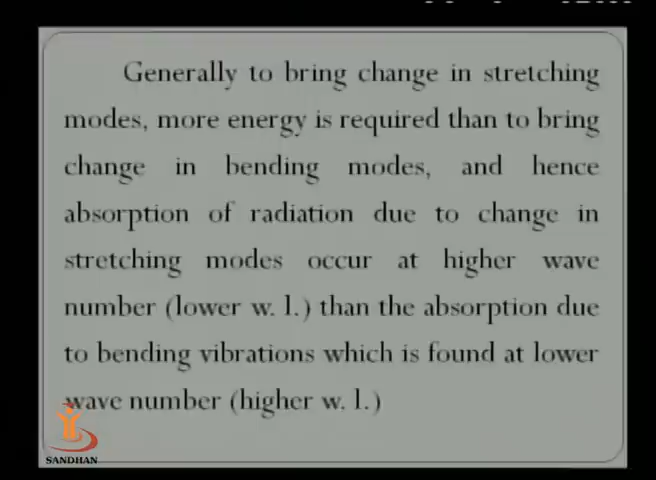 Generally to bring change in stretching
modes, more energy is required than to bring
change in bending modes, and hence
absorption of radiation due to change in
stretching modes occur at higher wave
number (lower w. l.) than the absorption due
to bending vibrations which is found at lower
wave number (higher w. l.)
SANDHAN